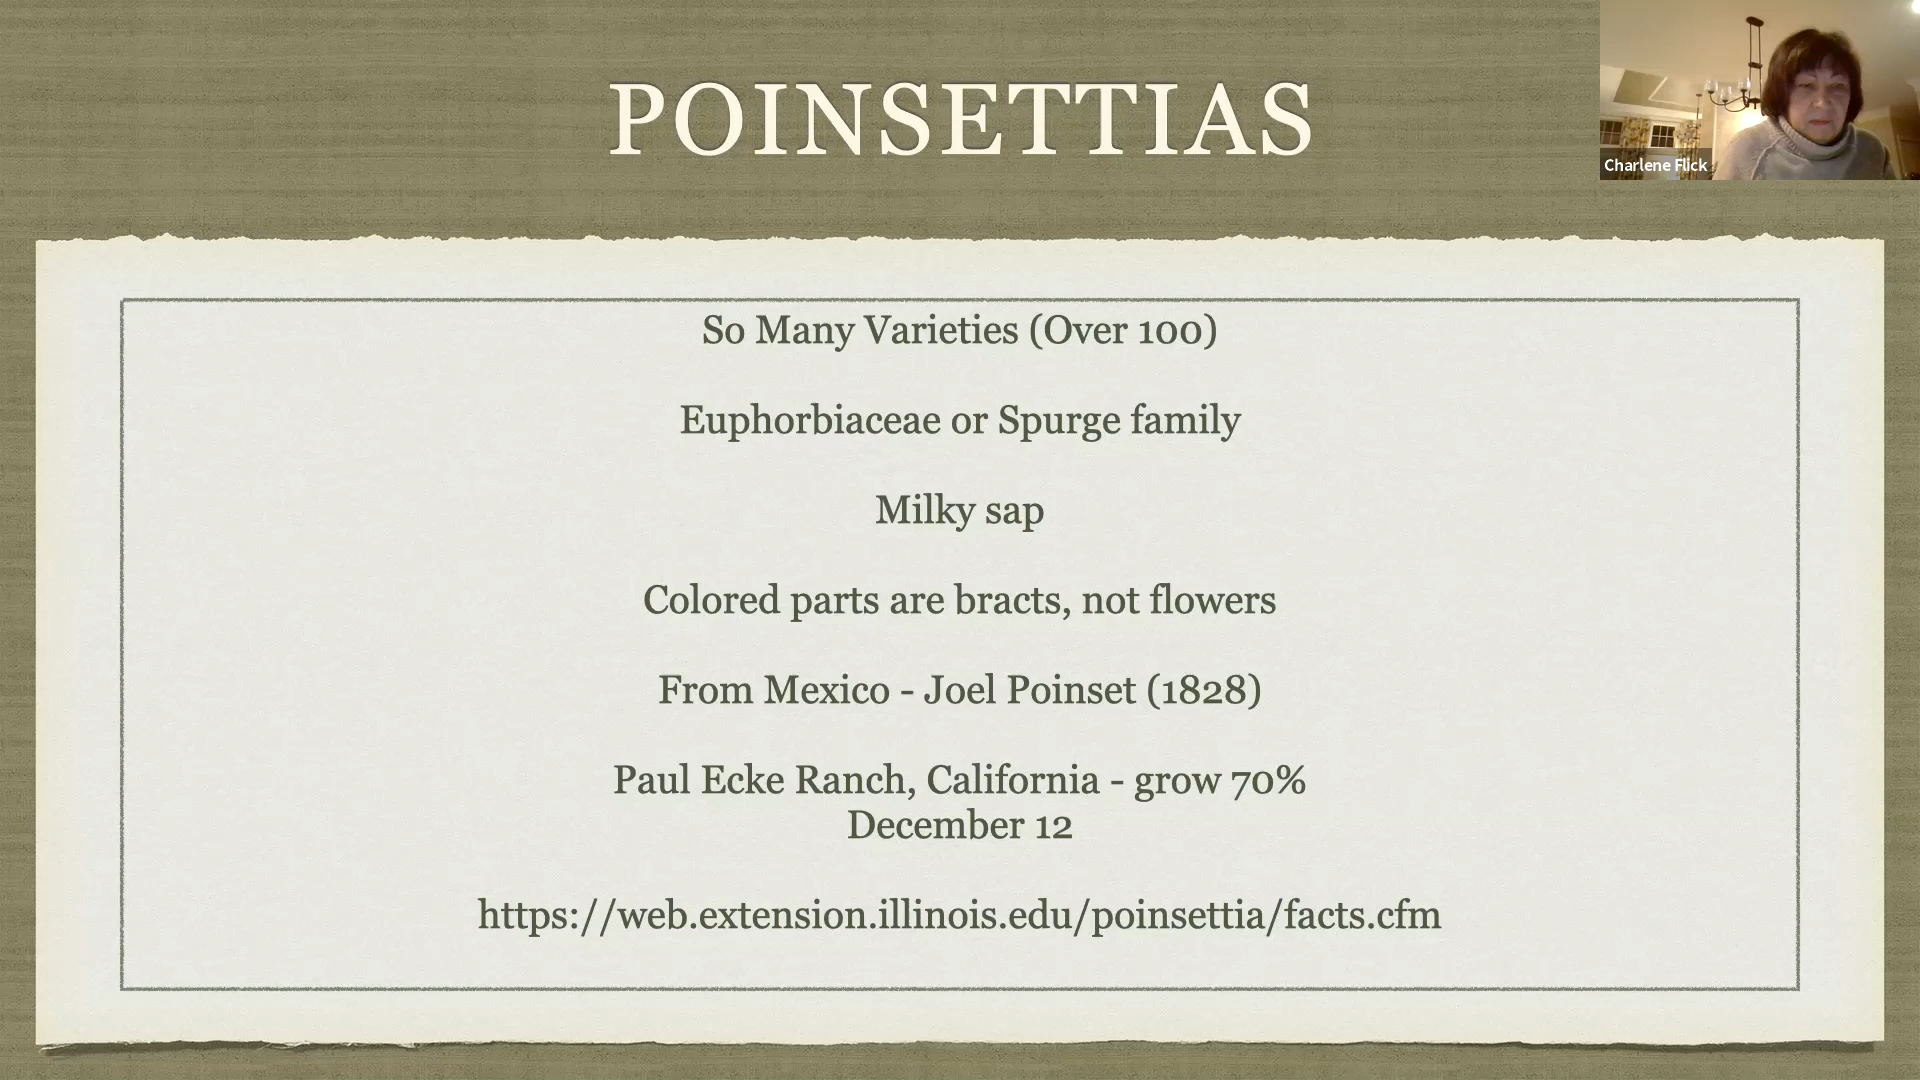 POINSETTIAS
Charlene Flick
So Many Varieties (Over 100)
Euphorbiaceae or Spurge family
Milky sap
Colored parts are bracts, not flowers
From Mexico - Joel Poinset (1828)
Paul Ecke Ranch, California - grow 70%
December 12
https://web.extension.illinois.edu/poinsettia/facts.cfm